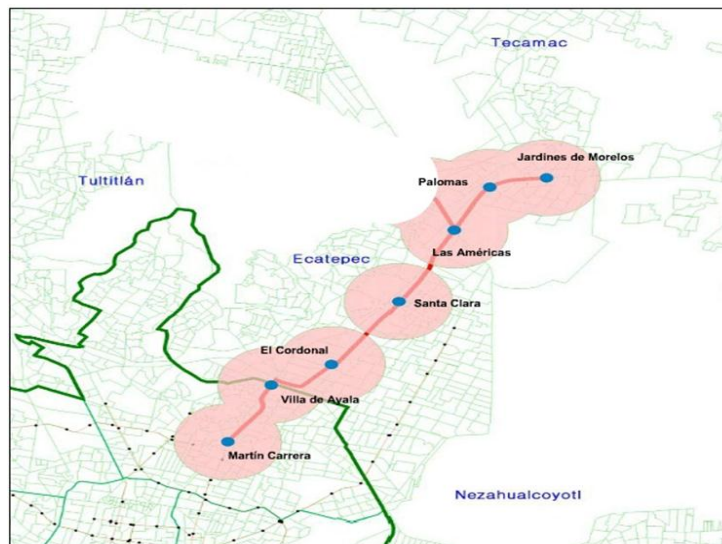 Tecamac
Jardines de Morelos
Palomas
Tultitlán
Las Américas
Ecatepec
Santa Clara
El Cordonal
Villa de Ayala
Martín Carrera
Nezahualcoyotl